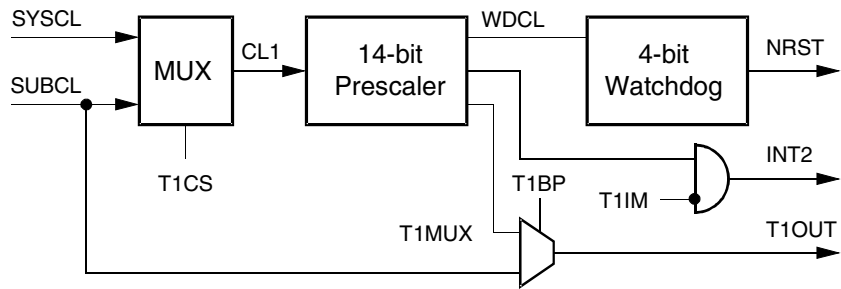 SYSCL
SUBCL
MUX
T1CS
CL1
14-bit
Prescaler
WDCL
4-bit
Watchdog
NRST
INT2
T1IM
T1BP
T1MUX
T1OUT